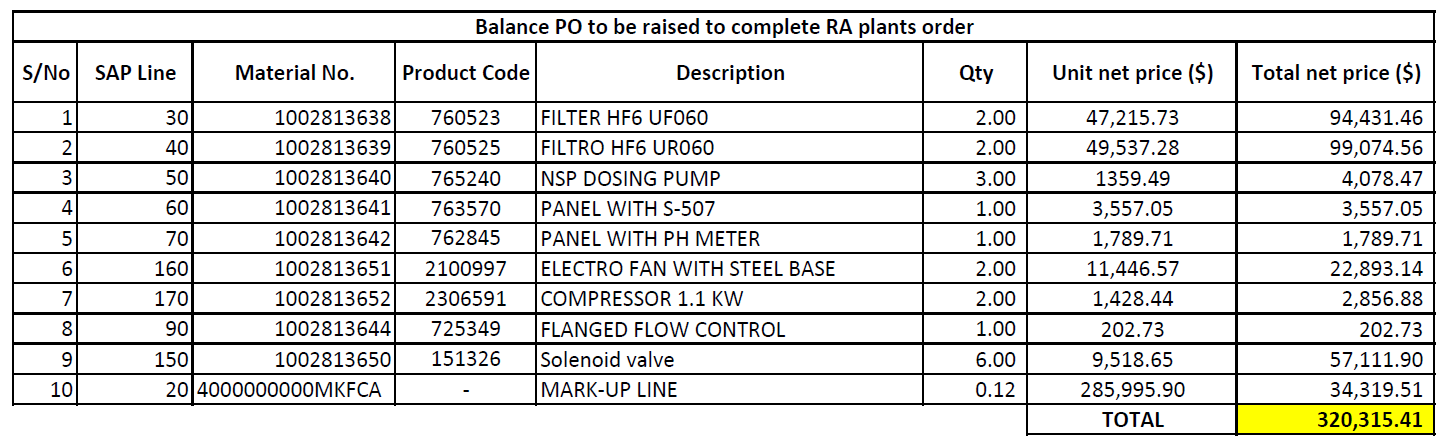 Balance PO to be raised to complete RA plants order
S/No SAP Line Material No. Product Code Description Qty Unit net price ($) Total net price ($)
1 30 1002813638 760523 FILTER HF6 UF060 2.00 47,215.73 94,431.46
2 40 1002813639 760525 FILTRO HF6 UR060 2.00 49,537.28 99,074.56
3 50 1002813640 765240 NSP DOSING PUMP 3.00 1359.49 4,078.47
4 60 1002813641 763570 PANEL WITH S-507 1.00 3,557.05 3,557.05
5 70 1002813642 762845 PANEL WITH PH METER 1.00 1,789.71 1,789.71
6 160 1002813651 2100997 ELECTRO FAN WITH STEEL BASE 2.00 11,446.57 22,893.14
7 170 1002813652 2306591 COMPRESSOR 1.1 KW 2.00 1,428.44 2,856.88
8 90 1002813644 725349 FLANGED FLOW CONTROL 1.00 202.73 202.73
9 150 1002813650 151326 Solenoid valve 6.00 9,518.65 57,111.90
10 20 4000000000MKFCA - MARK-UP LINE 0.12 285,995.90 34,319.51
TOTAL 320,315.41